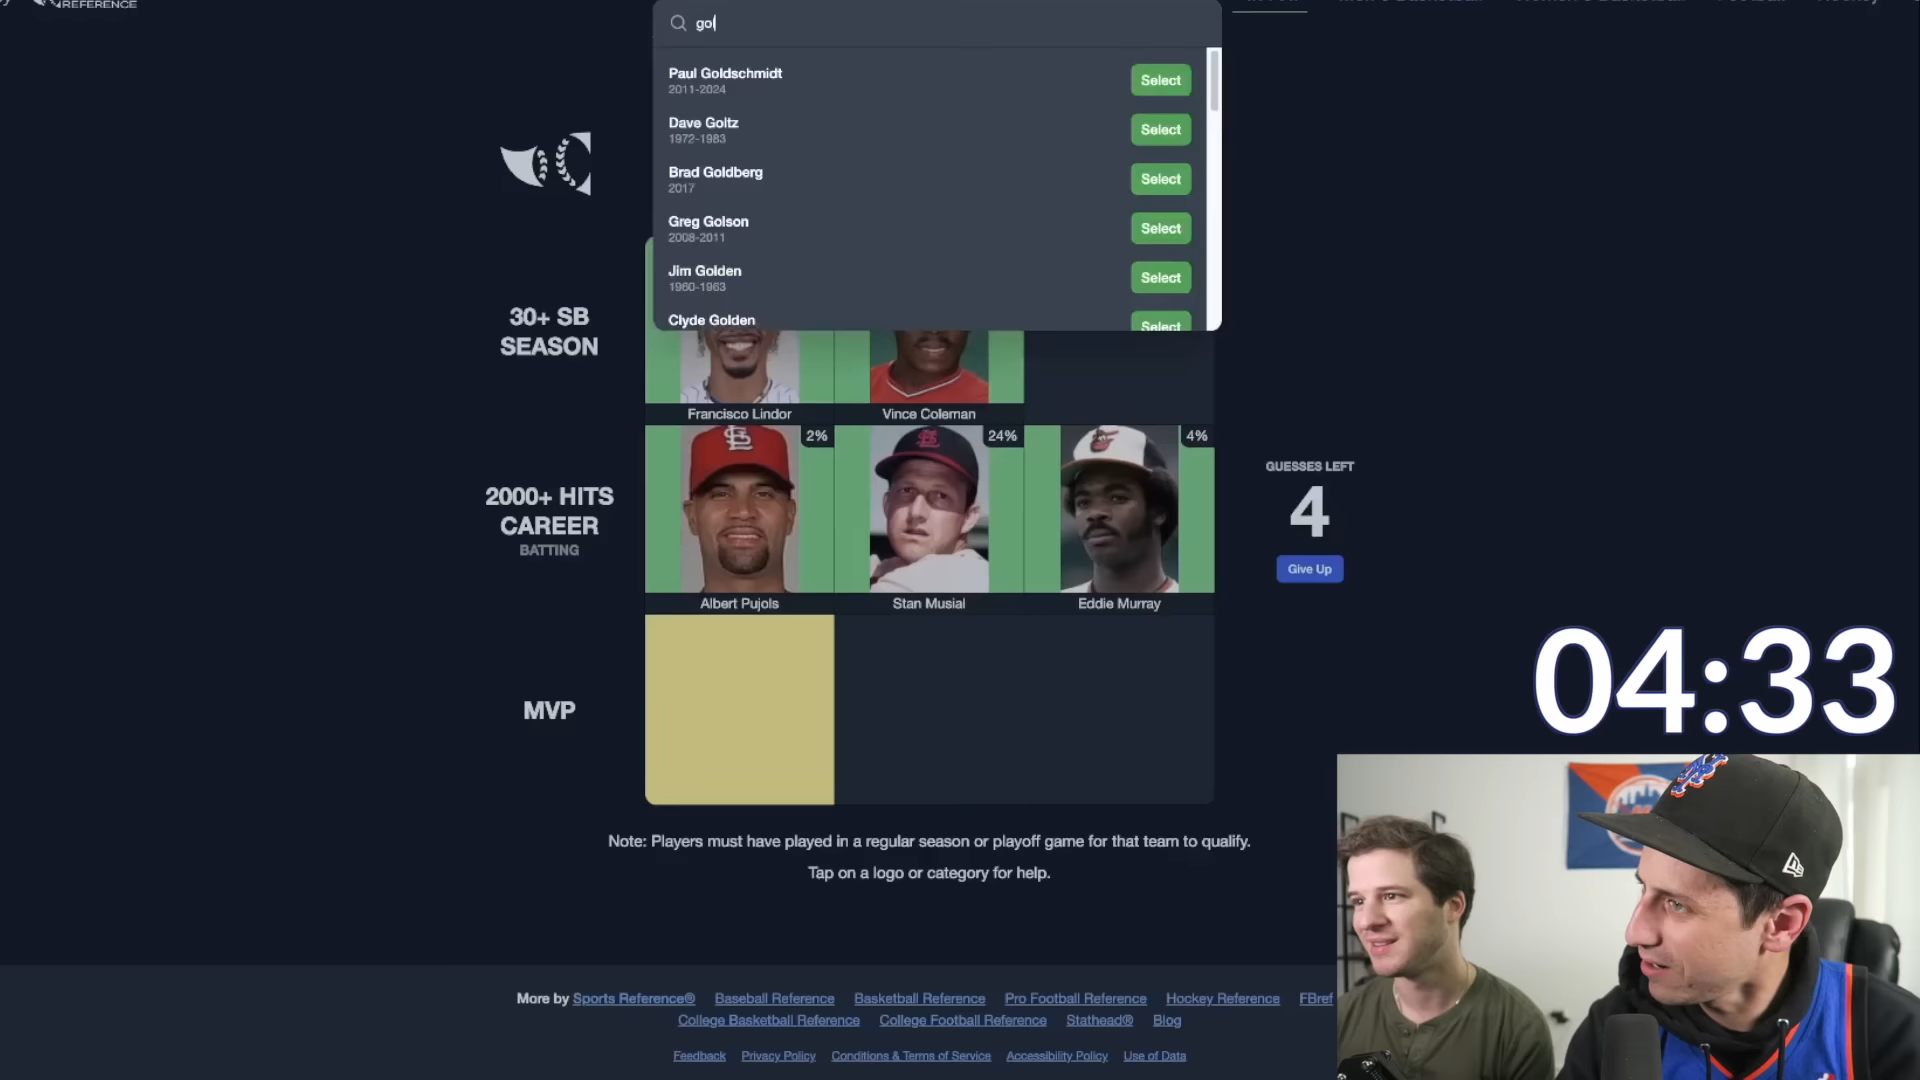 REFERENCE
gol
Paul Goldschmidt
2011-2024
Select
Dave Goltz
1972-1983
Select
Brad Goldberg
2017
Select
Greg Golson
2008-2011
Select
Jim Golden
1960-1963
Select
Clyde Golden
Select
30+ SB
SEASON
Francisco Lindor
Vince Coleman
2000+ HITS
CAREER
BATTING
2%
24%
4%
Albert Pujols
Stan Musial
Eddie Murray
GUESSES LEFT
4
Give Up
04:33
MVP
Note: Players must have played in a regular season or playoff game for that team to qualify.
Tap on a logo or category for help.
More by Sports Reference® Baseball Reference Basketball Reference Pro Football Reference Hockey Reference FBref
College Basketball Reference College Football Reference Stathead® Blog
Feedback Privacy Policy Conditions & Terms of Service Accessibility Policy Use of Data